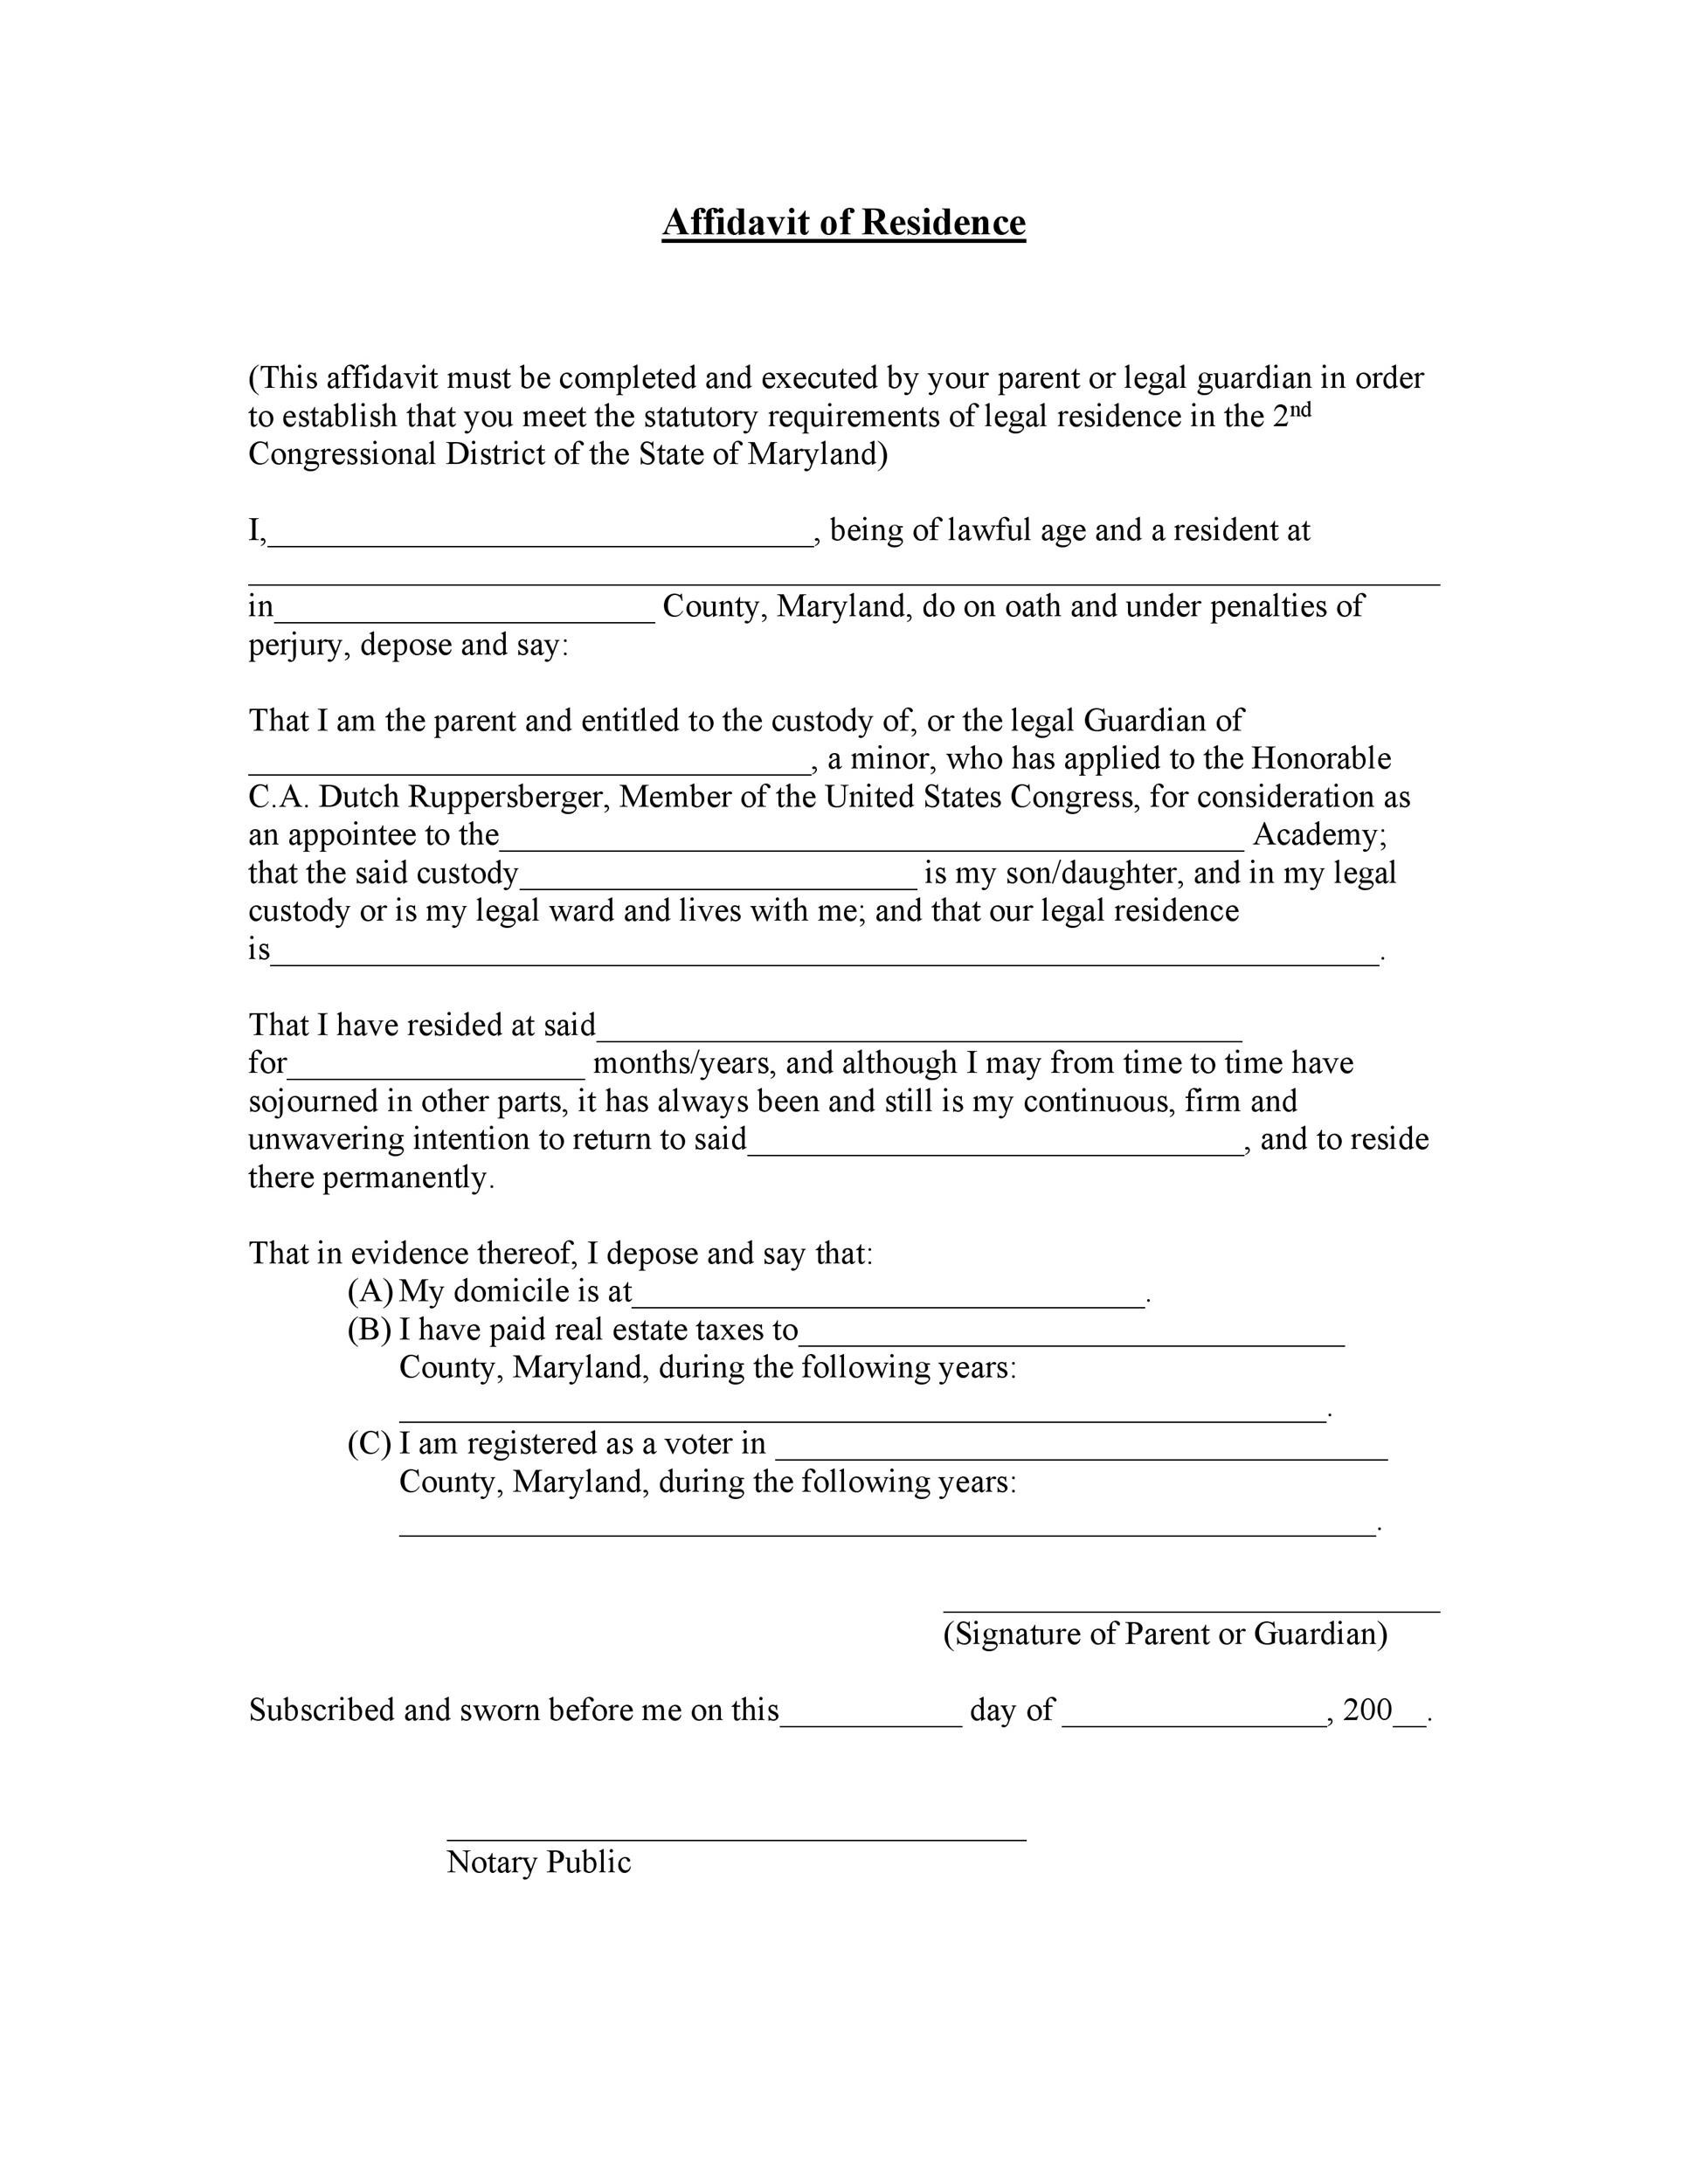 Affidavit of Residence
(This affidavit must be completed and executed by your parent or legal guardian in order
to establish that you meet the statutory requirements of legal residence in the 2nd
Congressional District of the State of Maryland)
I,________________________________, being of lawful age and a resident at
______________________________________________________________________
in______________________ County, Maryland, do on oath and under penalties of
perjury, depose and say:
That I am the parent and entitled to the custody of, or the legal Guardian of
_________________________________, a minor, who has applied to the Honorable
C.A. Dutch Ruppersberger, Member of the United States Congress, for consideration as
an appointee to the____________________________________________ Academy;
that the said custody_______________________ is my son/daughter, and in my legal
custody or is my legal ward and lives with me; and that our legal residence
is_________________________________________________________________.
That I have resided at said______________________________________
for_________________ months/years, and although I may from time to time have
sojourned in other parts, it has always been and still is my continuous, firm and
unwavering intention to return to said_____________________________, and to reside
there permanently.
That in evidence thereof, I depose and say that:
(A) My domicile is at______________________________.
(B) I have paid real estate taxes to________________________________
County, Maryland, during the following years:
______________________________________________________.
(C) I am registered as a voter in ____________________________________
County, Maryland, during the following years:
_________________________________________________________.
_____________________________
(Signature of Parent or Guardian)
Subscribed and sworn before me on this___________ day of ________________, 200__.
__________________________________
Notary Public